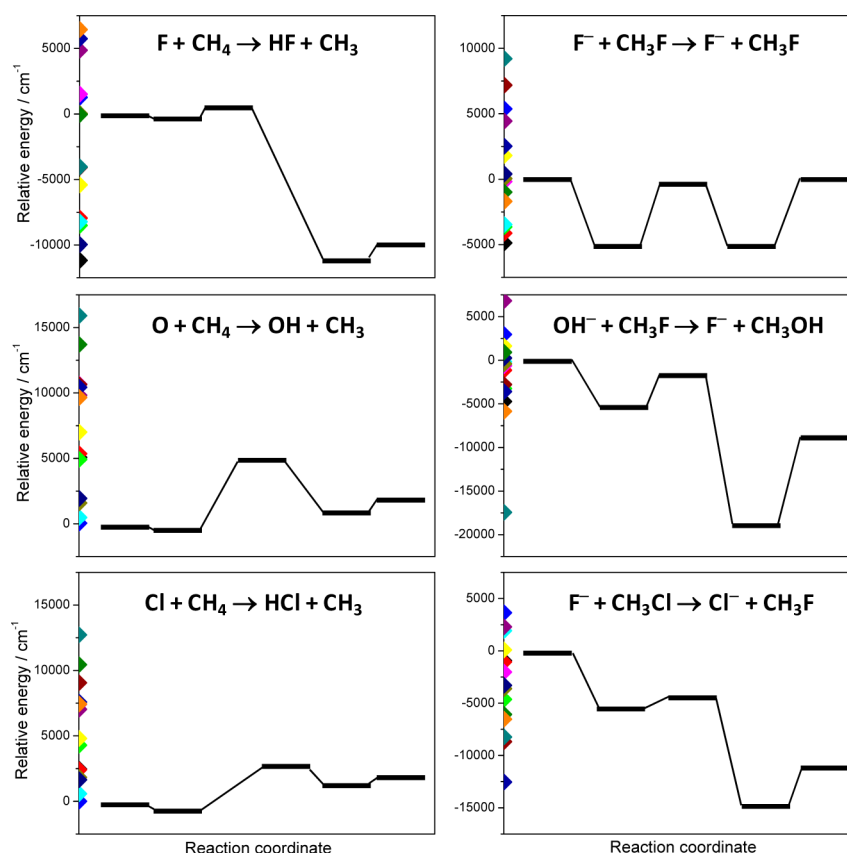 F + CH₄ → HF + CH₃
Relative energy / cm⁻¹
5000
0
-5000
-10000
F⁻ + CH₃F → F⁻ + CH₃F
10000
5000
0
-5000
O + CH₄ → OH + CH₃
Relative energy / cm⁻¹
15000
10000
5000
0
OH⁻ + CH₃F → F⁻ + CH₃OH
5000
0
-5000
-10000
-15000
-20000
Cl + CH₄ → HCl + CH₃
Relative energy / cm⁻¹
15000
10000
5000
0
Reaction coordinate
F⁻ + CH₃Cl → Cl⁻ + CH₃F
5000
0
-5000
-10000
-15000
Reaction coordinate